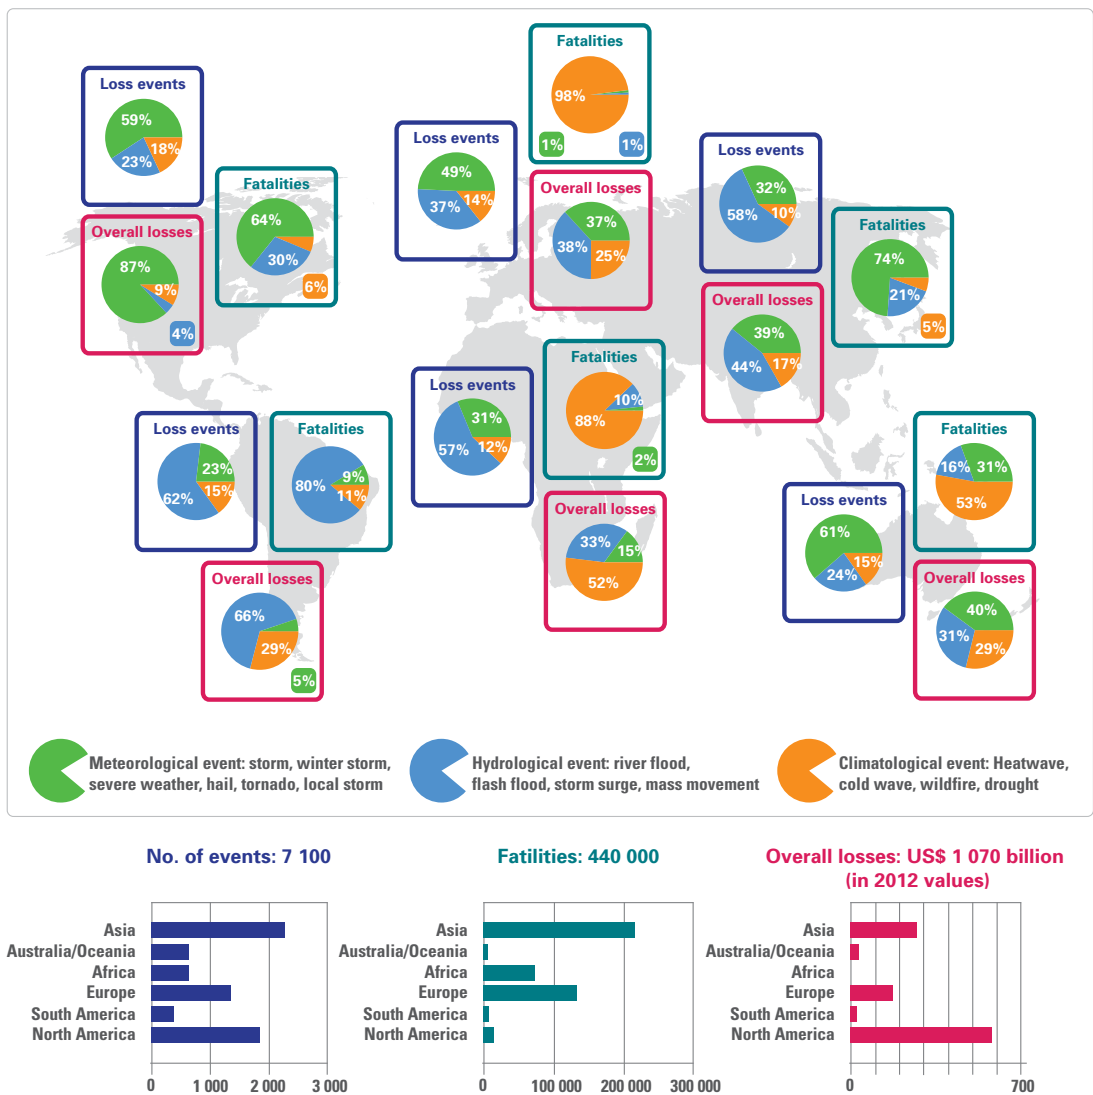 Fatalities
98%
1%
1%
Loss events
59%
18%
23%
Loss events
49%
14%
37%
Loss events
32%
10%
58%
Fatalities
64%
30%
6%
Overall losses
37%
38%
25%
Fatalities
74%
21%
5%
Overall losses
87%
9%
4%
Overall losses
39%
44%
17%
Fatalities
10%
88%
2%
Loss events
31%
12%
57%
Loss events
23%
15%
62%
Fatalities
9%
80%
11%
Fatalities
16%
31%
53%
Overall losses
33%
15%
52%
Loss events
61%
15%
24%
Overall losses
66%
29%
5%
Overall losses
40%
31%
29%
Meteorological event: storm, winter storm,
severe weather, hail, tornado, local storm
Hydrological event: river flood,
flash flood, storm surge, mass movement
Climatological event: Heatwave,
cold wave, wildfire, drought
No. of events: 7 100
Asia
Australia/Oceania
Africa
Europe
South America
North America
0 1 000 2 000 3 000
Fatilities: 440 000
Asia
Australia/Oceania
Africa
Europe
South America
North America
0 100 000 200 000 300 000
Overall losses: US$ 1 070 billion
(in 2012 values)
Asia
Australia/Oceania
Africa
Europe
South America
North America
0 700